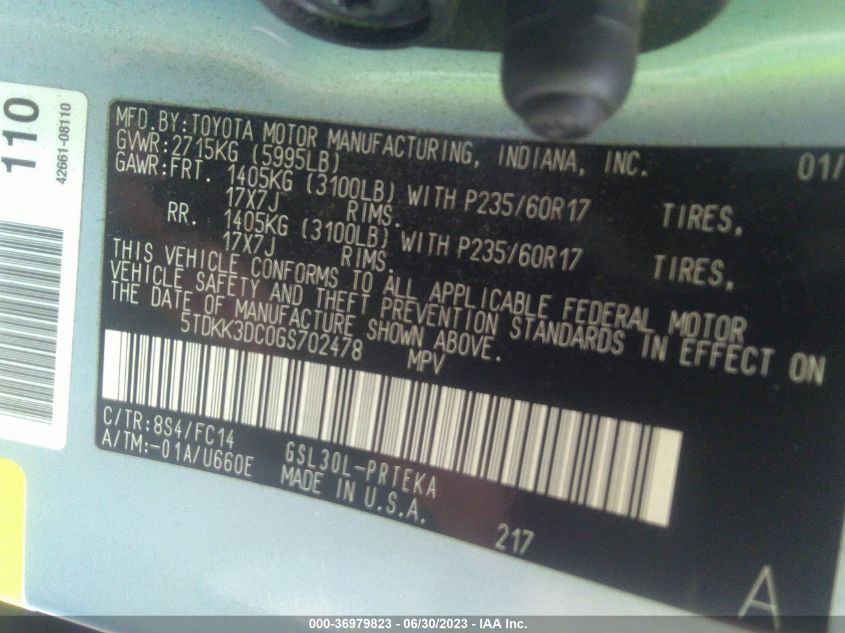 110
42661-08110
MFD.BY:TOYOTA MOTOR MANUFACTURING, INDIANA, INC. 01/
GVWR:2715KG (5995LB)
GAWR:FRT. 1405KG (3100LB) WITH P235/60R17 TIRES,
17X7J RIMS.
RR. 1405KG (3100LB) WITH P235/60R17 TIRES,
17X7J RIMS.
THIS VEHICLE CONFORMS TO ALL APPLICABLE FEDERAL MOTOR
VEHICLE SAFETY AND THEFT PREVENTION STANDARDS IN EFFECT ON
THE DATE OF MANUFACTURE SHOWN ABOVE.
5TDKK3DC0GS702478 MPV
C/TR:8S4/FC14
A/TM:-01A/U660E
GSL30L-PRTEKA
MADE IN U.S.A.
217
A
000-36979823 - 06/30/2023 - IAA Inc.